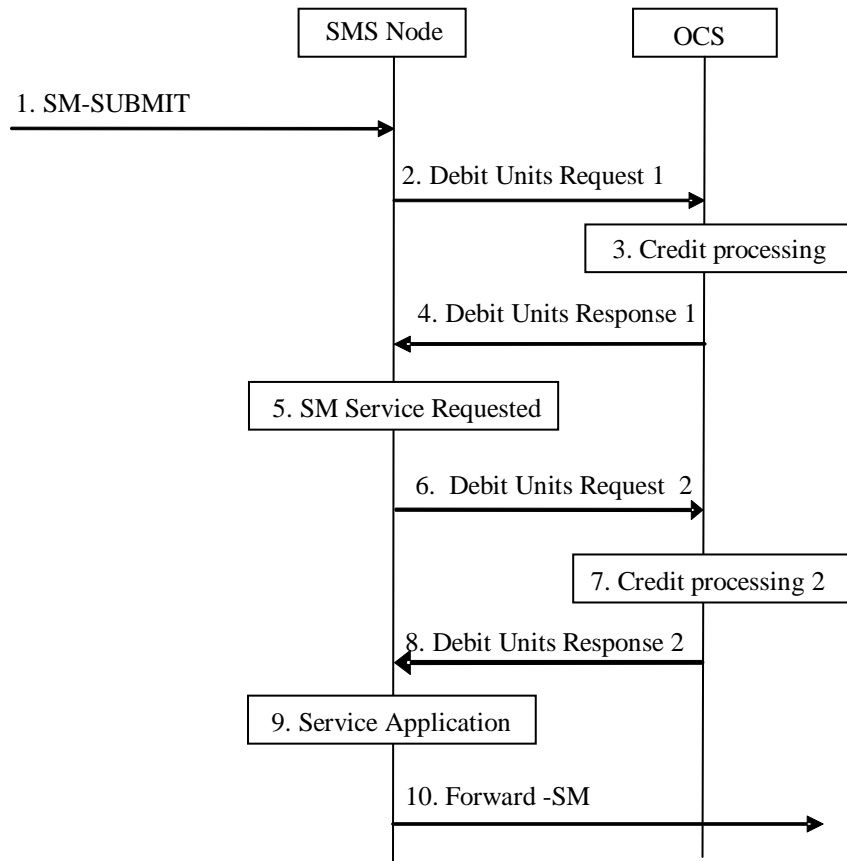 SMS Node
OCS
1. SM-SUBMIT
2. Debit Units Request 1
3. Credit processing
4. Debit Units Response 1
5. SM Service Requested
6. Debit Units Request 2
7. Credit processing 2
8. Debit Units Response 2
9. Service Application
10. Forward -SM